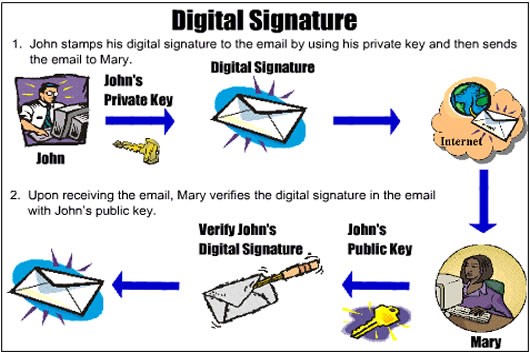 Digital Signature
1. John stamps his digital signature to the email by using his private key and then sends
the email to Mary.
John's
Private Key
Digital Signature
John
Internet
2. Upon receiving the email, Mary verifies the digital signature in the email
with John's public key.
Verify John's
Digital Signature
John's
Public Key
Mary